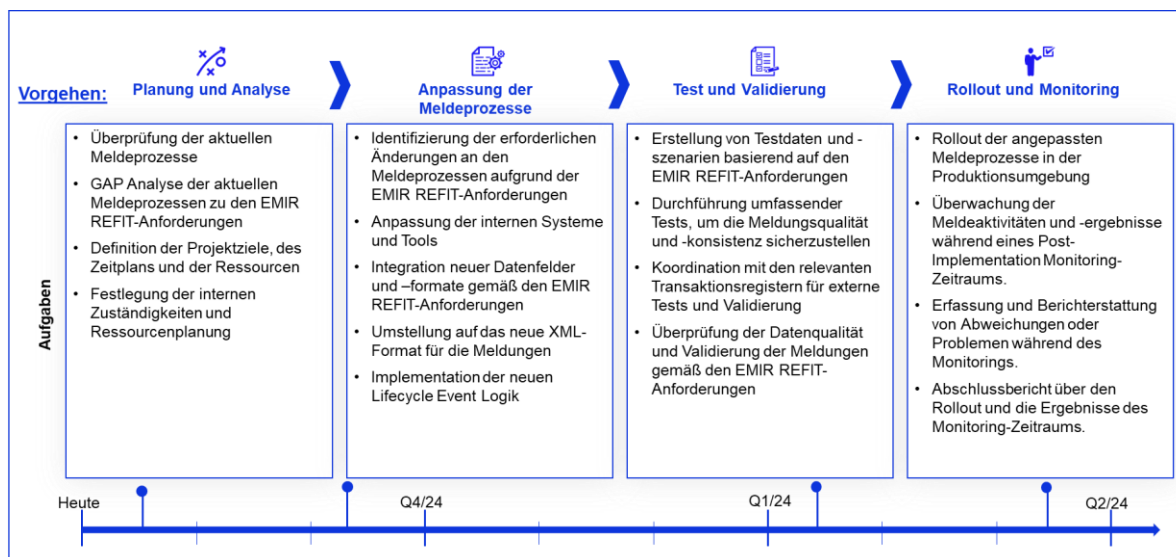 Vorgehen:
Planung und Analyse
Anpassung der
Meldeprozesse
Test und Validierung
Rollout und Monitoring
Aufgaben
• Überprüfung der aktuellen
Meldeprozesse
• GAP Analyse der aktuellen
Meldeprozessen zu den EMIR
REFIT-Anforderungen
• Definition der Projektziele, des
Zeitplans und der Ressourcen
• Festlegung der internen
Zuständigkeiten und
Ressourcenplanung
• Identifizierung der erforderlichen
Änderungen an den
Meldeprozessen aufgrund der
EMIR REFIT-Anforderungen
• Anpassung der internen Systeme
und Tools
• Integration neuer Datenfelder
und –formate gemäß den EMIR
REFIT-Anforderungen
• Umstellung auf das neue XML-
Format für die Meldungen
• Implementation der neuen
Lifecycle Event Logik
• Erstellung von Testdaten und -
szenarien basierend auf den
EMIR REFIT-Anforderungen
• Durchführung umfassender
Tests, um die Meldungsqualität
und -konsistenz sicherzustellen
• Koordination mit den relevanten
Transaktionsregistern für externe
Tests und Validierung
• Überprüfung der Datenqualität
und Validierung der Meldungen
gemäß den EMIR REFIT-
Anforderungen
• Rollout der angepassten
Meldeprozesse in der
Produktionsumgebung
• Überwachung der
Meldeaktivitäten und -ergebnisse
während eines Post-
Implementation Monitoring-
Zeitraums.
• Erfassung und Berichterstattung
von Abweichungen oder
Problemen während des
Monitorings.
• Abschlussbericht über den
Rollout und die Ergebnisse des
Monitoring-Zeitraums.
Heute
Q4/24
Q1/24
Q2/24